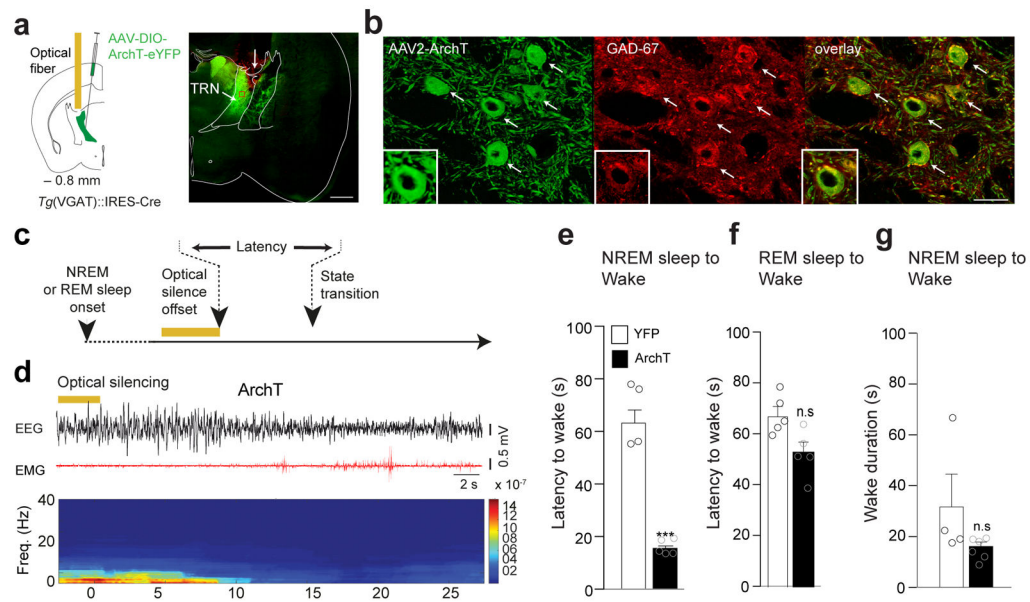 a
AAV-DIO-
ArchT-eYFP
Optical
fiber
TRN
– 0.8 mm
Tg(VGAT)::IRES-Cre
b
AAV2-ArchT
GAD-67
overlay
c
Latency
NREM
or REM sleep
onset
Optical
silence
offset
State
transition
d
Optical silencing
ArchT
EEG
EMG
0.5 mV
2 s
x 10⁻⁷
Freq. (Hz)
40
20
0
14
12
10
08
06
04
02
0
5
10
15
20
25
e
NREM sleep to
Wake
YFP
ArchT
Latency to wake (s)
100
80
60
40
20
0
***
f
REM sleep to
Wake
Latency to wake (s)
100
80
60
40
20
0
n.s
g
NREM sleep to
Wake
Wake duration (s)
100
80
60
40
20
0
n.s